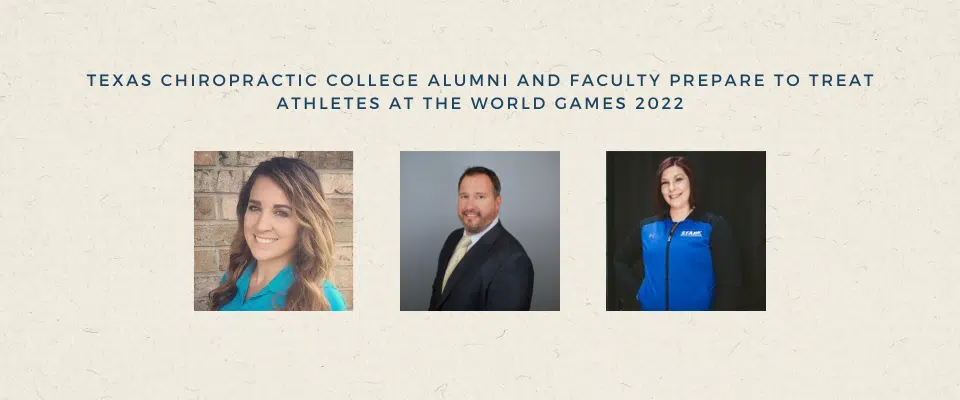 TEXAS CHIROPRACTIC COLLEGE ALUMNI AND FACULTY PREPARE TO TREAT
ATHLETES AT THE WORLD GAMES 2022